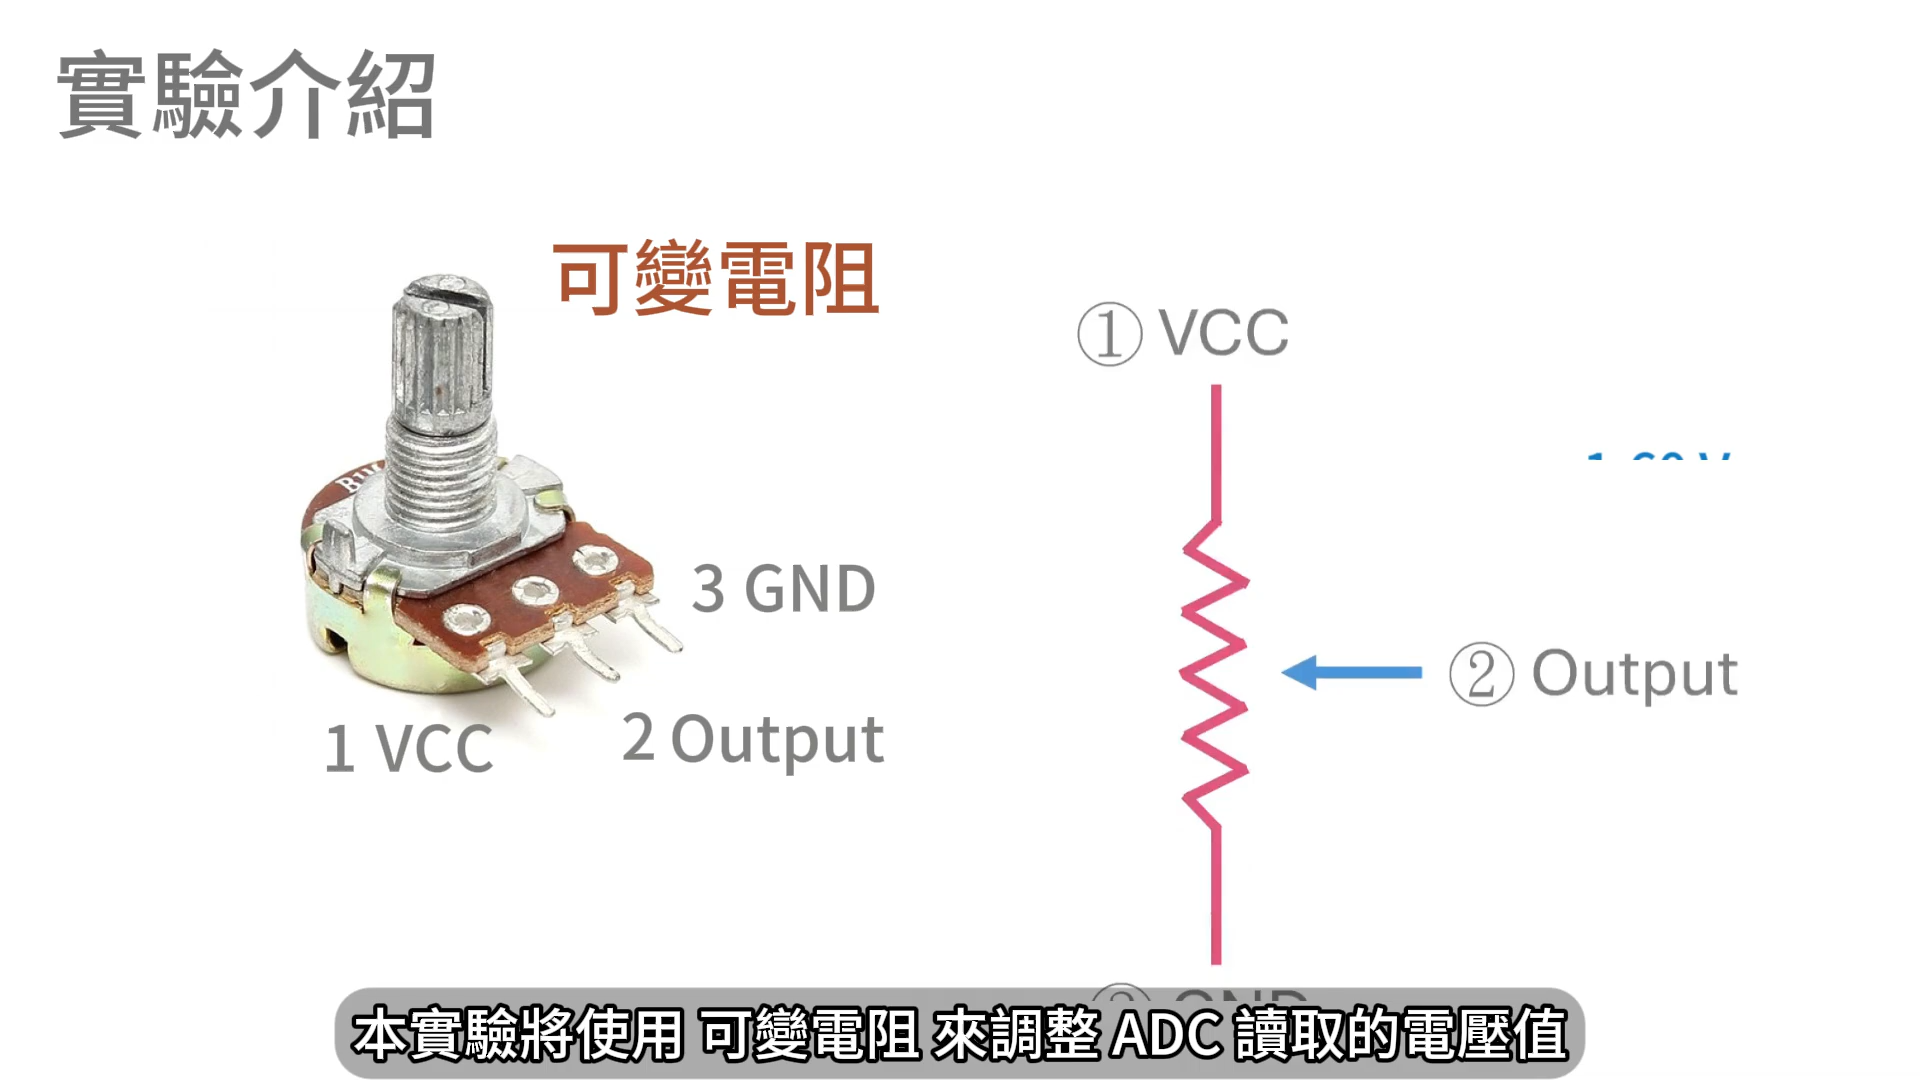 實驗介紹
可變電阻
① VCC
3 GND
② Output
1 VCC
2 Output
本實驗將使用 可變電阻 來調整 ADC 讀取的電壓值